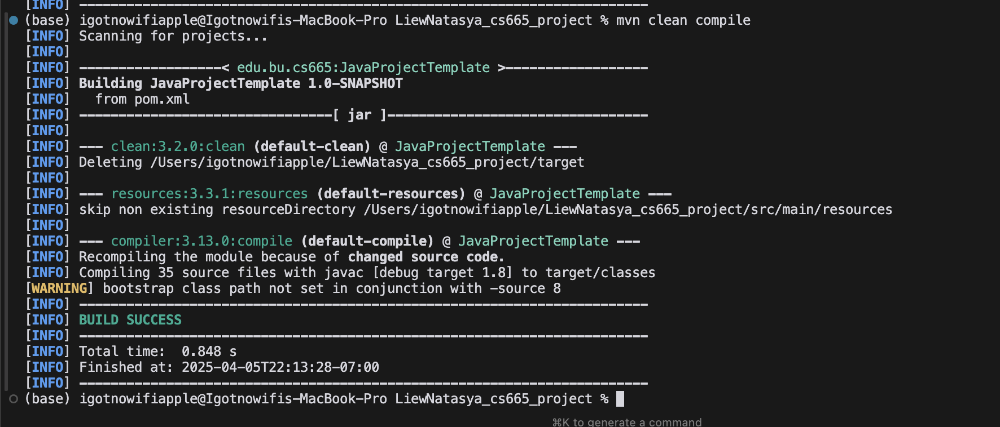 [INFO] ------------------------------------------------------------------------
(base) igotnowifiapple@Igotnowifis-MacBook-Pro LiewNatasya_cs665_project % mvn clean compile
[INFO] Scanning for projects...
[INFO]
[INFO] ------------------< edu.bu.cs665:JavaProjectTemplate >------------------
[INFO] Building JavaProjectTemplate 1.0-SNAPSHOT
[INFO]   from pom.xml
[INFO] --------------------------------[ jar ]---------------------------------
[INFO]
[INFO] --- clean:3.2.0:clean (default-clean) @ JavaProjectTemplate ---
[INFO] Deleting /Users/igotnowifiapple/LiewNatasya_cs665_project/target
[INFO]
[INFO] --- resources:3.3.1:resources (default-resources) @ JavaProjectTemplate ---
[INFO] skip non existing resourceDirectory /Users/igotnowifiapple/LiewNatasya_cs665_project/src/main/resources
[INFO]
[INFO] --- compiler:3.13.0:compile (default-compile) @ JavaProjectTemplate ---
[INFO] Recompiling the module because of changed source code.
[INFO] Compiling 35 source files with javac [debug target 1.8] to target/classes
[WARNING] bootstrap class path not set in conjunction with -source 8
[INFO] ------------------------------------------------------------------------
[INFO] BUILD SUCCESS
[INFO] ------------------------------------------------------------------------
[INFO] Total time:  0.848 s
[INFO] Finished at: 2025-04-05T22:13:28-07:00
[INFO] ------------------------------------------------------------------------
(base) igotnowifiapple@Igotnowifis-MacBook-Pro LiewNatasya_cs665_project %
⌘K to generate a command